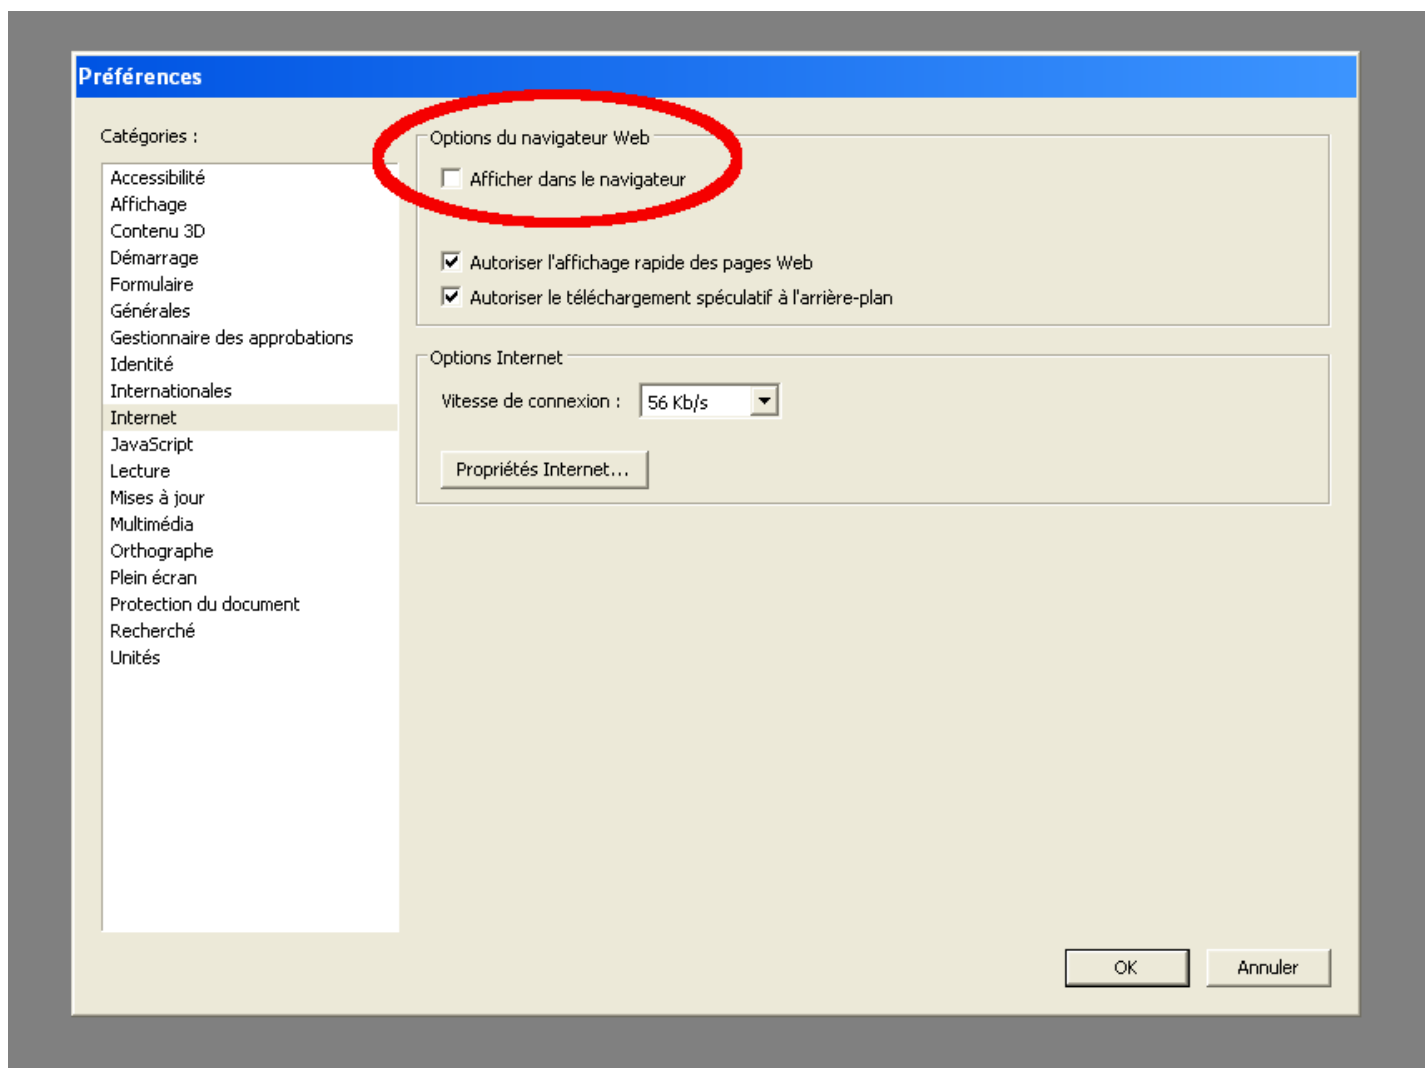 Préférences
Catégories :
Accessibilité
Affichage
Contenu 3D
Démarrage
Formulaire
Générales
Gestionnaire des approbations
Identité
Internationales
Internet
JavaScript
Lecture
Mises à jour
Multimédia
Orthographe
Plein écran
Protection du document
Recherché
Unités
Options du navigateur Web
Afficher dans le navigateur
Autoriser l'affichage rapide des pages Web
Autoriser le téléchargement spéculatif à l'arrière-plan
Options Internet
Vitesse de connexion : 56 Kb/s
Propriétés Internet...
OK Annuler